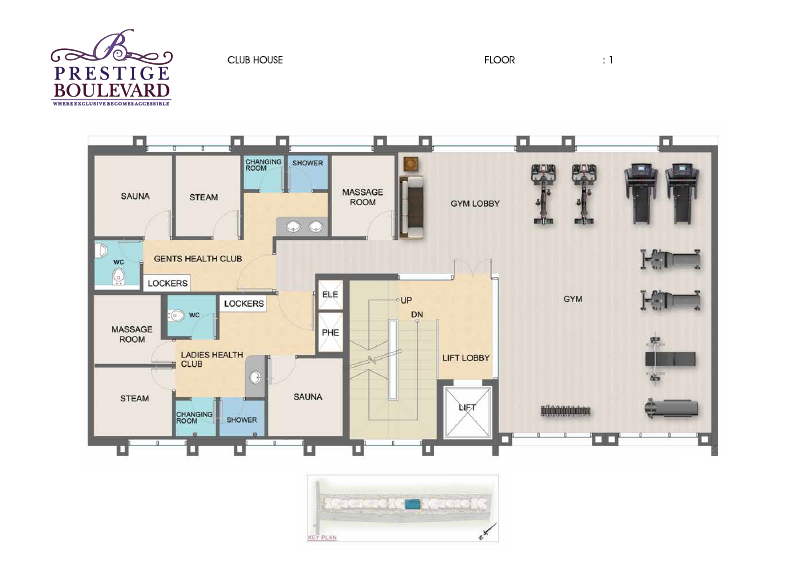 PRESTIGE
BOULEVARD
WHERE EXCLUSIVE BECOMES ACCESSIBLE
CLUB HOUSE
FLOOR : 1
SAUNA
STEAM
CHANGING
ROOM
SHOWER
MASSAGE
ROOM
GYM LOBBY
WC
GENTS HEALTH CLUB
LOCKERS
LOCKERS
ELE
UP
DN
GYM
WC
MASSAGE
ROOM
PHE
LADIES HEALTH
CLUB
LIFT LOBBY
STEAM
SAUNA
LIFT
CHANGING
ROOM
SHOWER
KEY PLAN